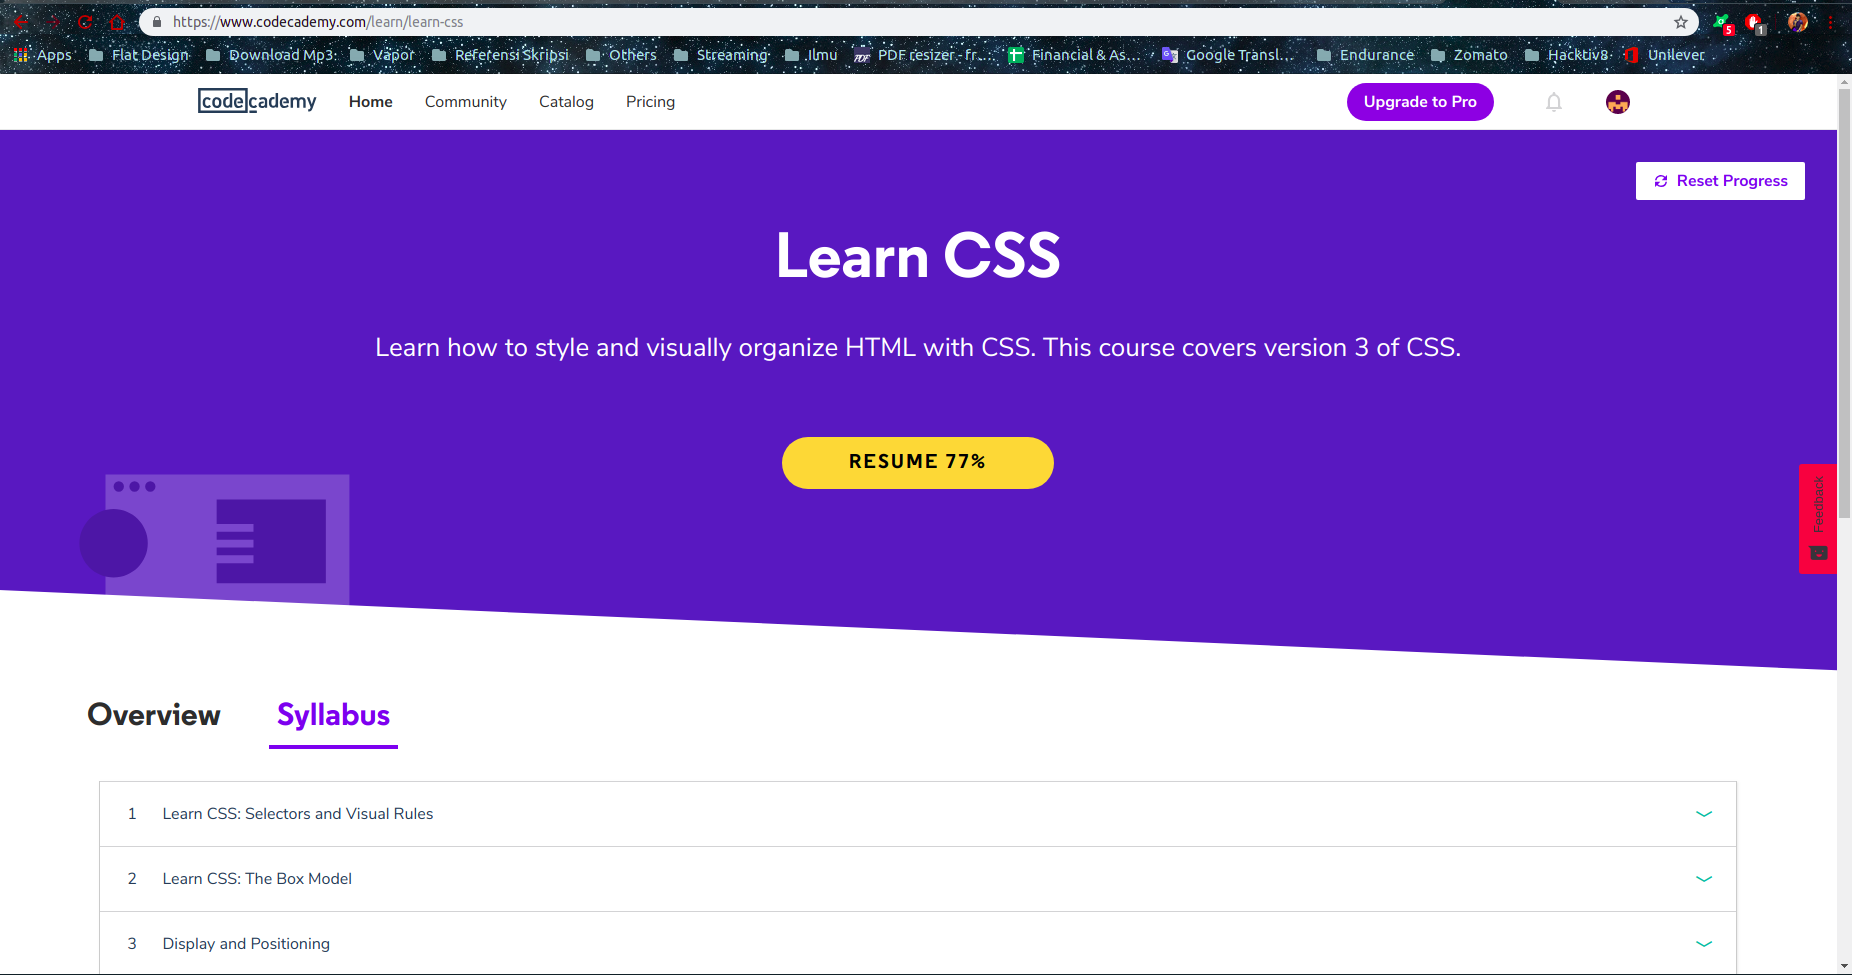 https://www.codecademy.com/learn/learn-css
5
1
Apps Flat Design Download Mp3 Vapor Referensi Skripsi Others Streaming Ilmu PDF resizer - fr... Financial & As... Google Transl... Endurance Zomato Hacktiv8 Unilever
codecademy Home Community Catalog Pricing Upgrade to Pro
Reset Progress
Learn CSS
Learn how to style and visually organize HTML with CSS. This course covers version 3 of CSS.
RESUME 77%
Feedback
Overview Syllabus
1 Learn CSS: Selectors and Visual Rules
2 Learn CSS: The Box Model
3 Display and Positioning